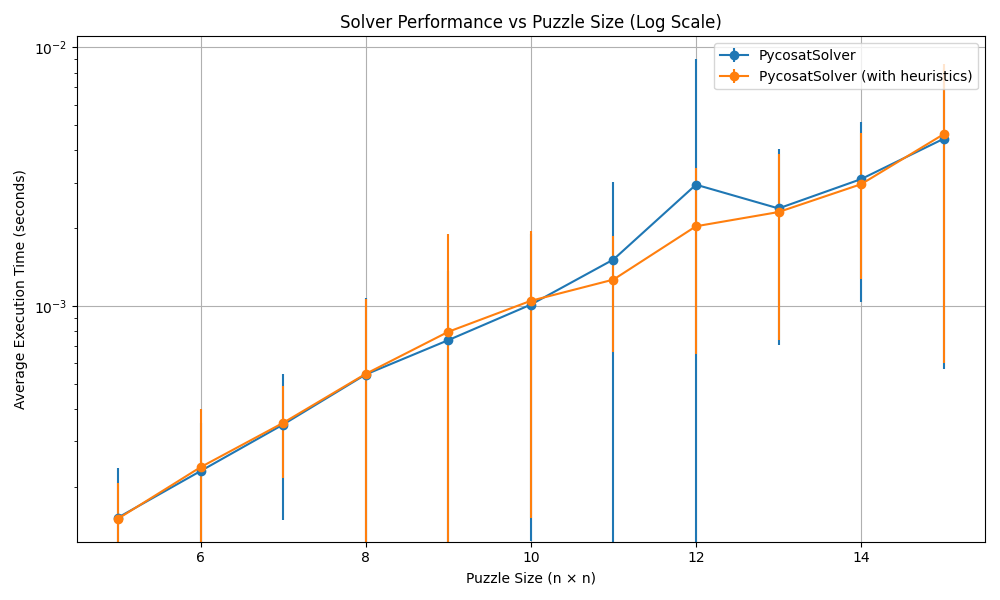 Solver Performance vs Puzzle Size (Log Scale)
PycosatSolver
PycosatSolver (with heuristics)
Average Execution Time (seconds)
10⁻²
10⁻³
6 8 10 12 14
Puzzle Size (n × n)